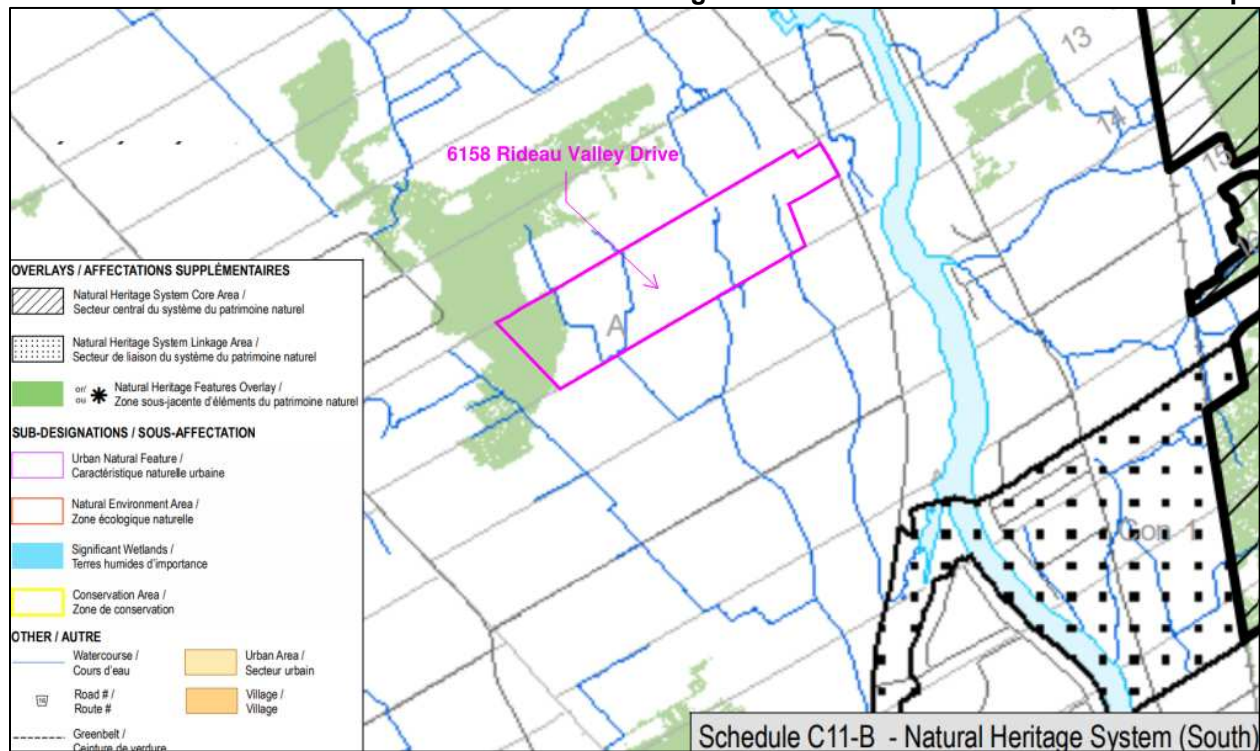 13
14
15
16
6158 Rideau Valley Drive
A
Con 1
OVERLAYS / AFFECTATIONS SUPPLÉMENTAIRES
Natural Heritage System Core Area /
Secteur central du système du patrimoine naturel
Natural Heritage System Linkage Area /
Secteur de liaison du système du patrimoine naturel
or/
ou
Natural Heritage Features Overlay /
Zone sous-jacente d'éléments du patrimoine naturel
SUB-DESIGNATIONS / SOUS-AFFECTATION
Urban Natural Feature /
Caractéristique naturelle urbaine
Natural Environment Area /
Zone écologique naturelle
Significant Wetlands /
Terres humides d'importance
Conservation Area /
Zone de conservation
OTHER / AUTRE
Watercourse /
Cours d'eau
Urban Area /
Secteur urbain
Road # /
Route #
Village /
Village
Greenbelt /
Ceinture de verdure
Schedule C11-B - Natural Heritage System (South)